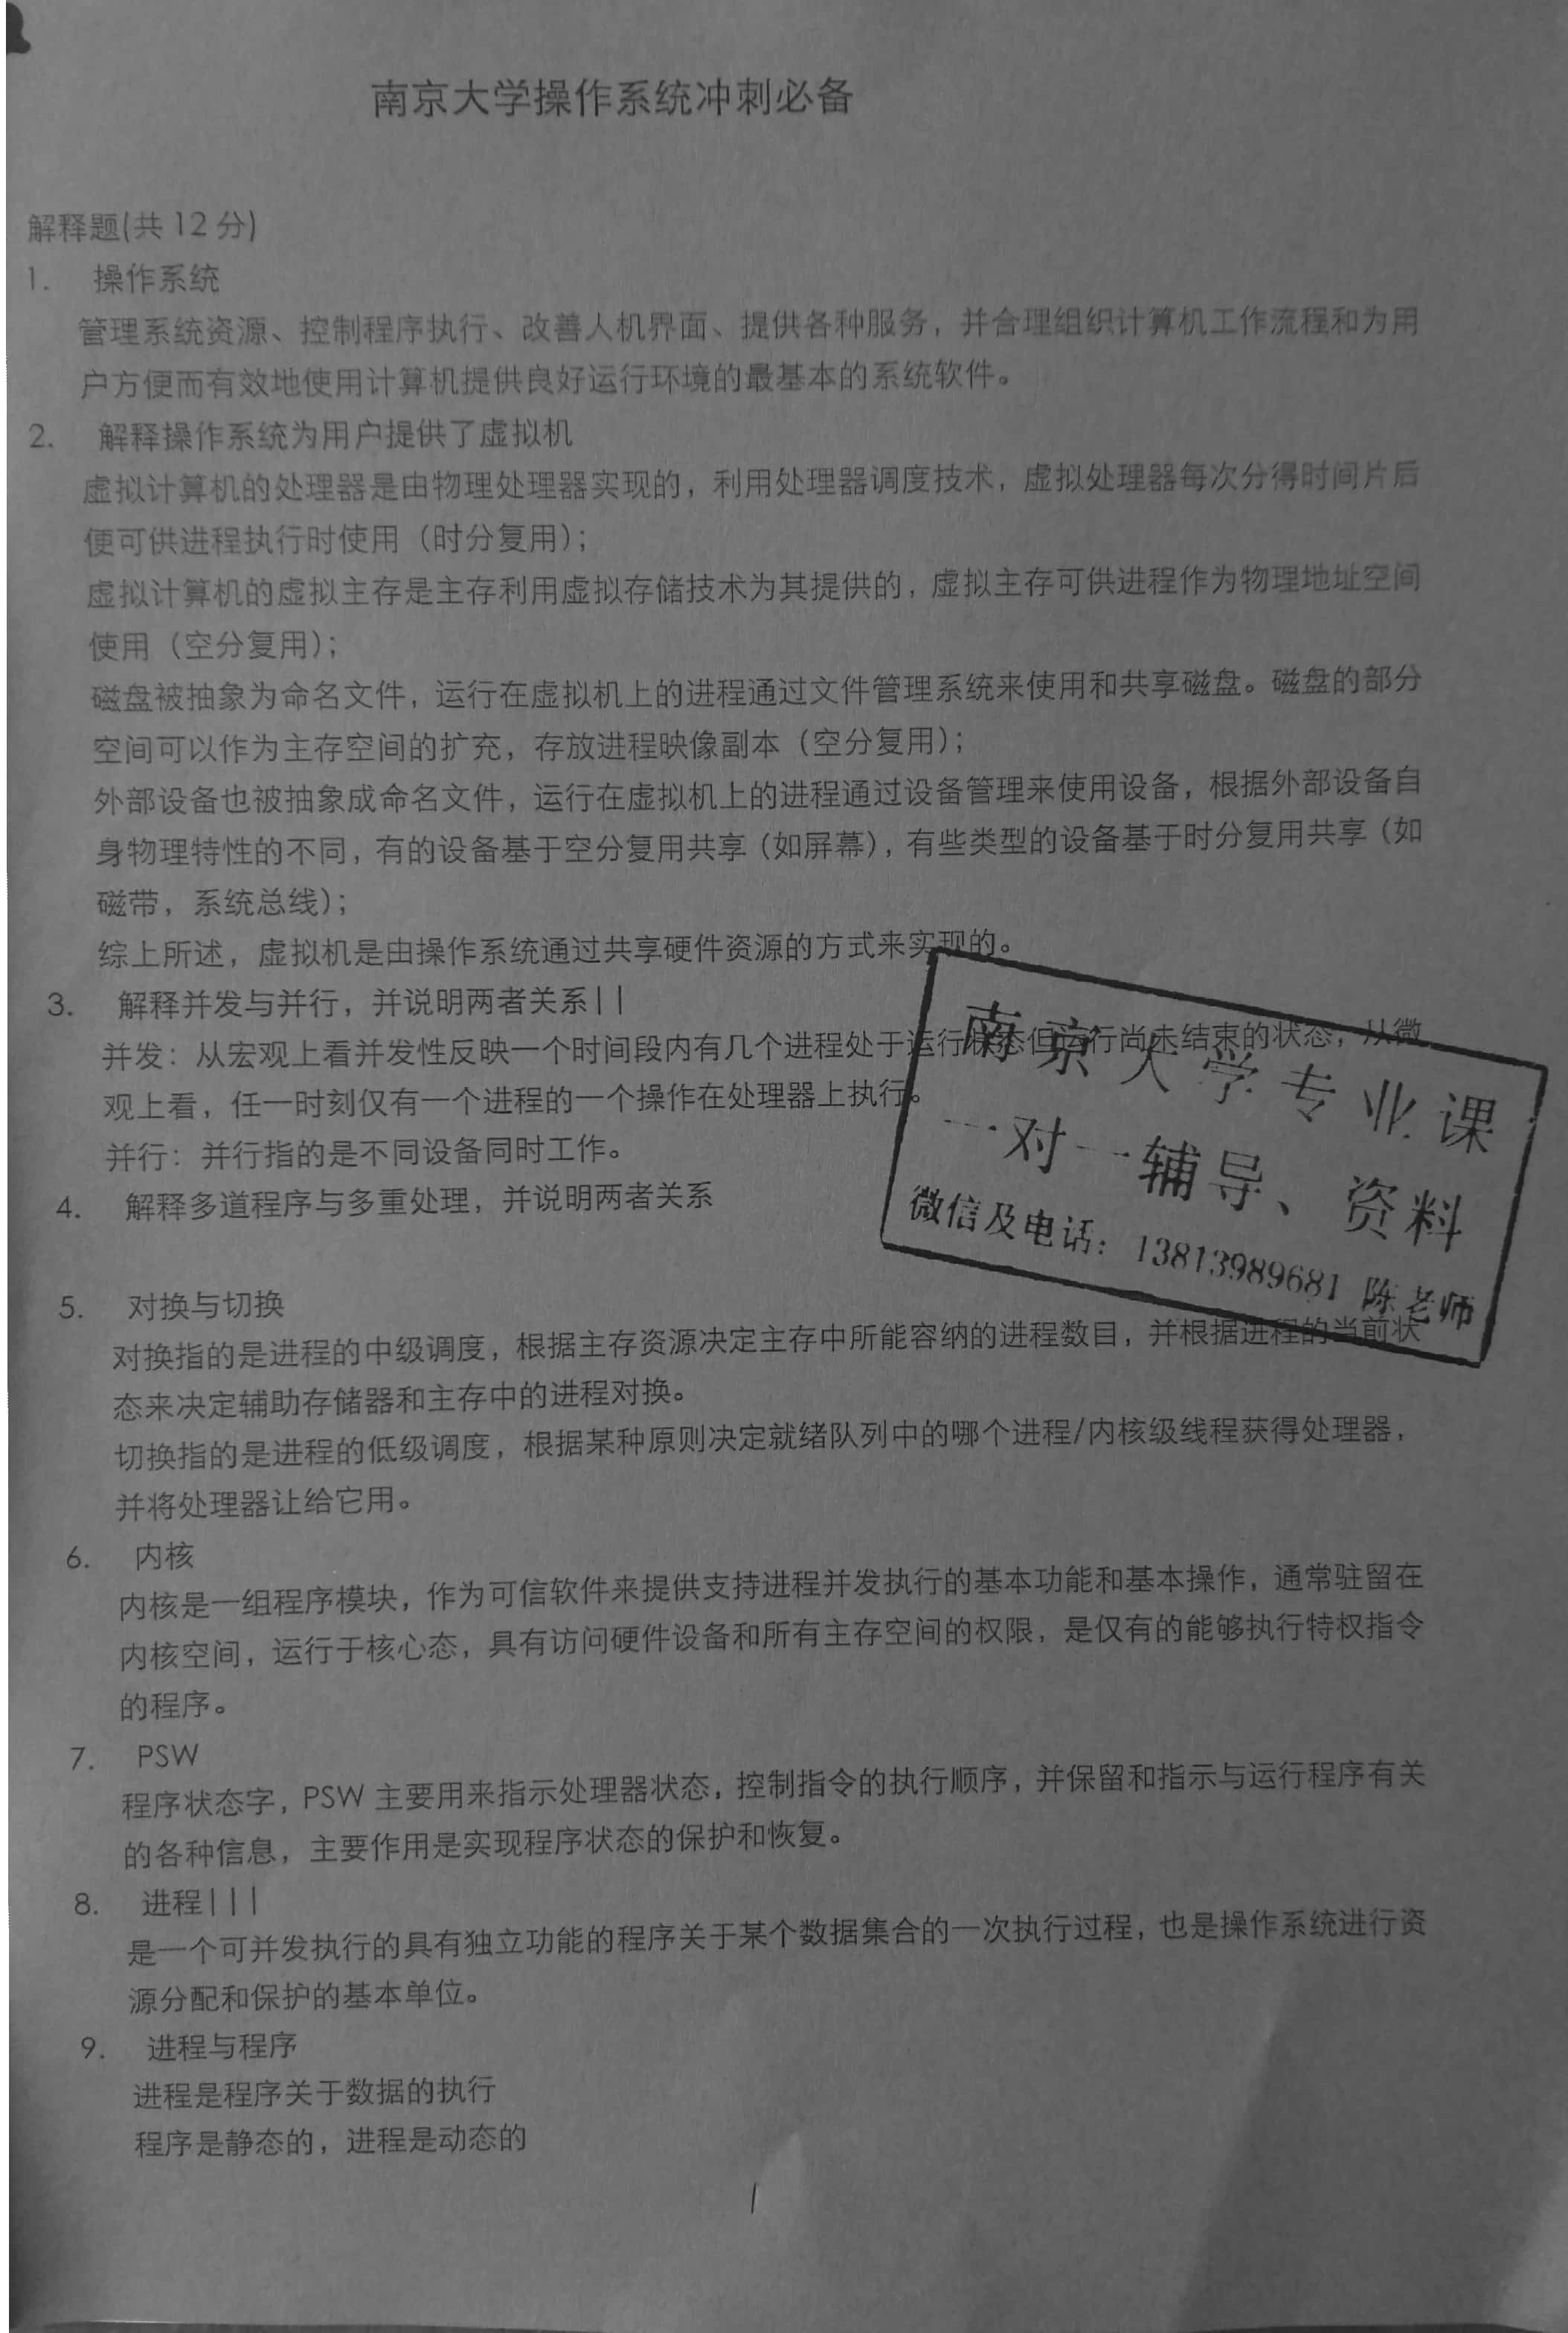 南京大学操作系统冲刺必备
解释题(共 12 分)
1. 操作系统
管理系统资源、控制程序执行、改善人机界面、提供各种服务，并合理组织计算机工作流程和为用
户方便而有效地使用计算机提供良好运行环境的最基本的系统软件。
2. 解释操作系统为用户提供了虚拟机
虚拟计算机的处理器是由物理处理器实现的，利用处理器调度技术，虚拟处理器每次分得时间片后
便可供进程执行时使用（时分复用）；
虚拟计算机的虚拟主存是主存利用虚拟存储技术为其提供的，虚拟主存可供进程作为物理地址空间
使用（空分复用）；
磁盘被抽象为命名文件，运行在虚拟机上的进程通过文件管理系统来使用和共享磁盘。磁盘的部分
空间可以作为主存空间的扩充，存放进程映像副本（空分复用）；
外部设备也被抽象成命名文件，运行在虚拟机上的进程通过设备管理来使用设备，根据外部设备自
身物理特性的不同，有的设备基于空分复用共享（如屏幕），有些类型的设备基于时分复用共享（如
磁带，系统总线）；
综上所述，虚拟机是由操作系统通过共享硬件资源的方式来实现的。
3. 解释并发与并行，并说明两者关系||
并发：从宏观上看并发性反映一个时间段内有几个进程处于运行态但运行尚未结束的状态，从微
观上看，任一时刻仅有一个进程的一个操作在处理器上执行。
并行：并行指的是不同设备同时工作。
4. 解释多道程序与多重处理，并说明两者关系
南京大学专业课
一对一辅导、资料
微信及电话：13813989681 陈老师
5. 对换与切换
对换指的是进程的中级调度，根据主存资源决定主存中所能容纳的进程数目，并根据进程的当前状
态来决定辅助存储器和主存中的进程对换。
切换指的是进程的低级调度，根据某种原则决定就绪队列中的哪个进程/内核级线程获得处理器，
并将处理器让给它用。
6. 内核
内核是一组程序模块，作为可信软件来提供支持进程并发执行的基本功能和基本操作，通常驻留在
内核空间，运行于核心态，具有访问硬件设备和所有主存空间的权限，是仅有的能够执行特权指令
的程序。
7. PSW
程序状态字，PSW 主要用来指示处理器状态，控制指令的执行顺序，并保留和指示与运行程序有关
的各种信息，主要作用是实现程序状态的保护和恢复。
8. 进程|||
是一个可并发执行的具有独立功能的程序关于某个数据集合的一次执行过程，也是操作系统进行资
源分配和保护的基本单位。
9. 进程与程序
进程是程序关于数据的执行
程序是静态的，进程是动态的
1